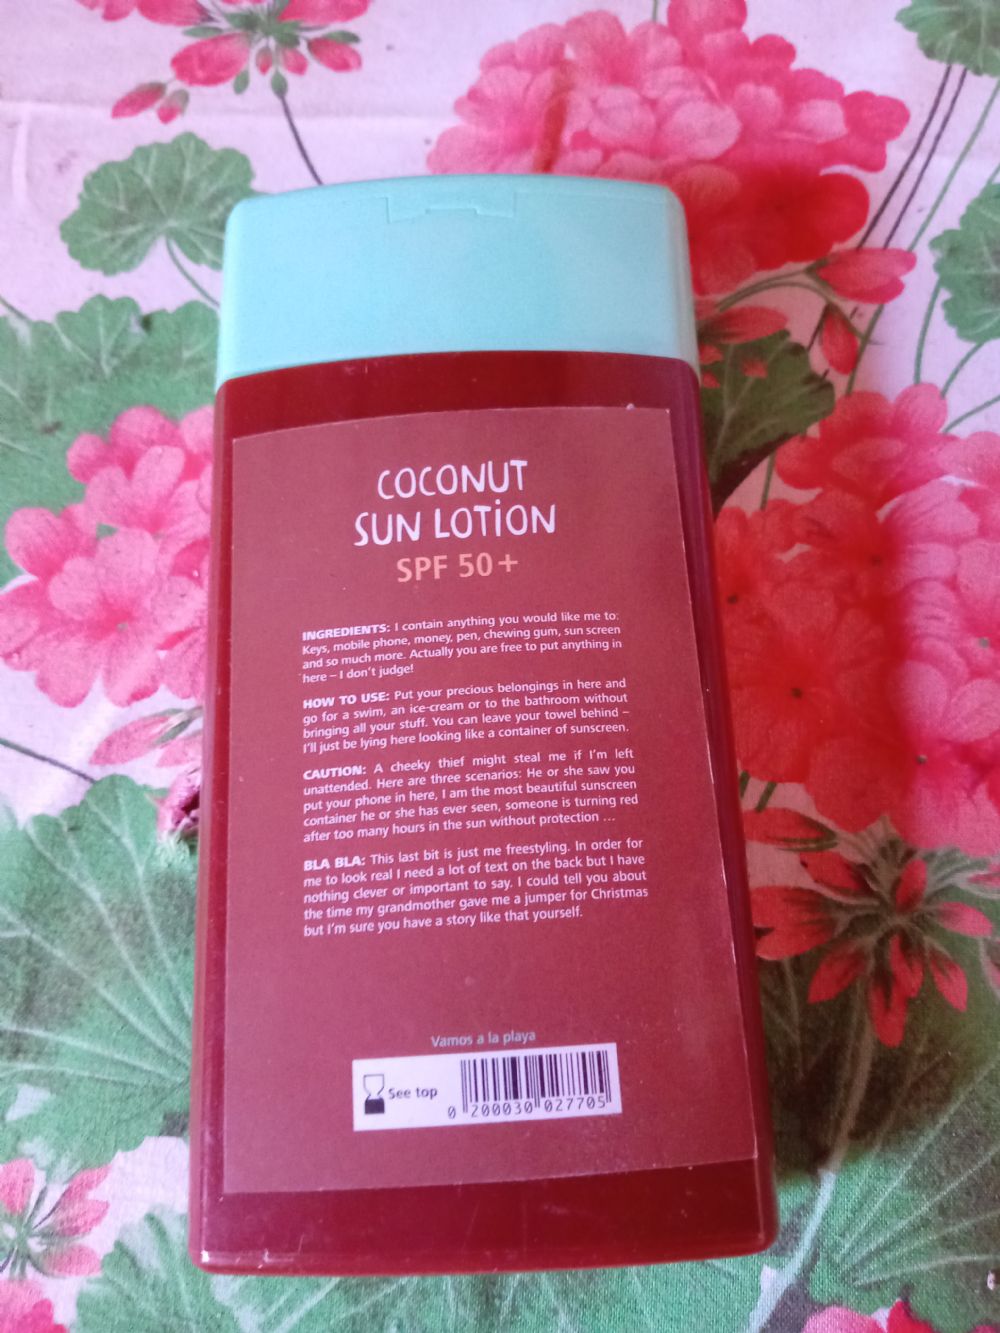 COCONUT
SUN LOTiON
SPF 50+
INGREDIENTS: I contain anything you would like me to:
Keys, mobile phone, money, pen, chewing gum, sun screen
and so much more. Actually you are free to put anything in
here – I don't judge!
HOW TO USE: Put your precious belongings in here and
go for a swim, an ice-cream or to the bathroom without
bringing all your stuff. You can leave your towel behind –
I'll just be lying here looking like a container of sunscreen.
CAUTION: A cheeky thief might steal me if I'm left
unattended. Here are three scenarios: He or she saw you
put your phone in here, I am the most beautiful sunscreen
container he or she has ever seen, someone is turning red
after too many hours in the sun without protection ...
BLA BLA: This last bit is just me freestyling. In order for
me to look real I need a lot of text on the back but I have
nothing clever or important to say. I could tell you about
the time my grandmother gave me a jumper for Christmas
but I'm sure you have a story like that yourself.
Vamos a la playa
See top
0 200030 027705